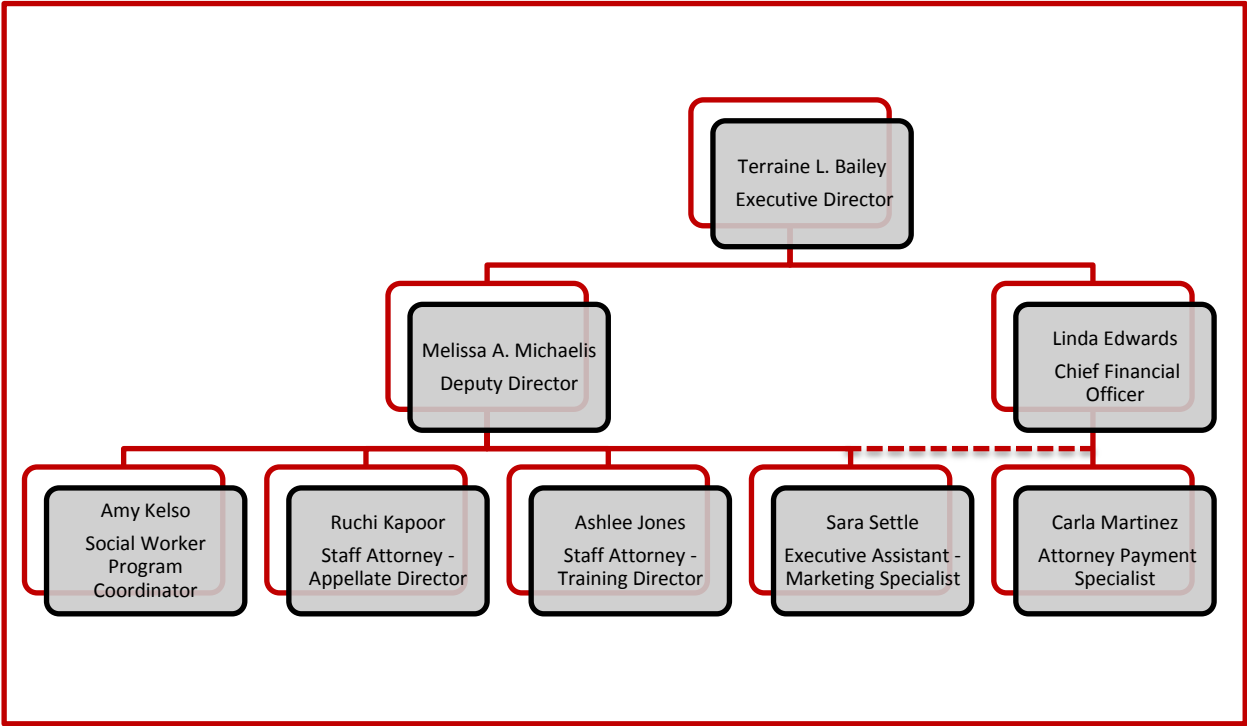 Terraine L. Bailey
Executive Director
Melissa A. Michaelis
Deputy Director
Linda Edwards
Chief Financial
Officer
Amy Kelso
Social Worker
Program
Coordinator
Ruchi Kapoor
Staff Attorney -
Appellate Director
Ashlee Jones
Staff Attorney -
Training Director
Sara Settle
Executive Assistant -
Marketing Specialist
Carla Martinez
Attorney Payment
Specialist